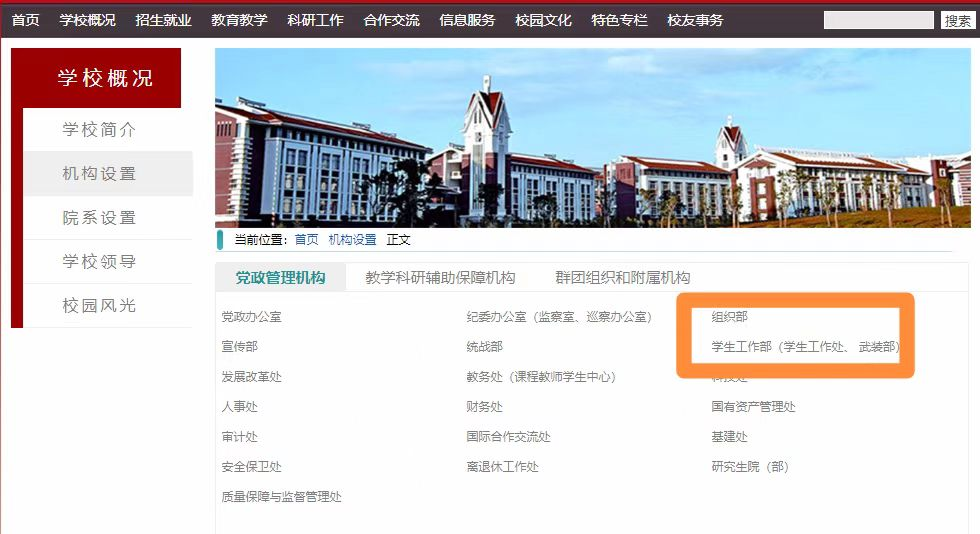 首页 学校概况 招生就业 教育教学 科研工作 合作交流 信息服务 校园文化 特色专栏 校友事务 搜索
学校概况
学校简介
机构设置
院系设置
学校领导
校园风光
当前位置： 首页 机构设置 正文
党政管理机构 教学科研辅助保障机构 群团组织和附属机构
党政办公室 纪委办公室（监察室、巡察办公室） 组织部
宣传部 统战部 学生工作部（学生工作处、 武装部）
发展改革处 教务处（课程教师学生中心） 科技处
人事处 财务处 国有资产管理处
审计处 国际合作交流处 基建处
安全保卫处 离退休工作处 研究生院（部）
质量保障与监督管理处